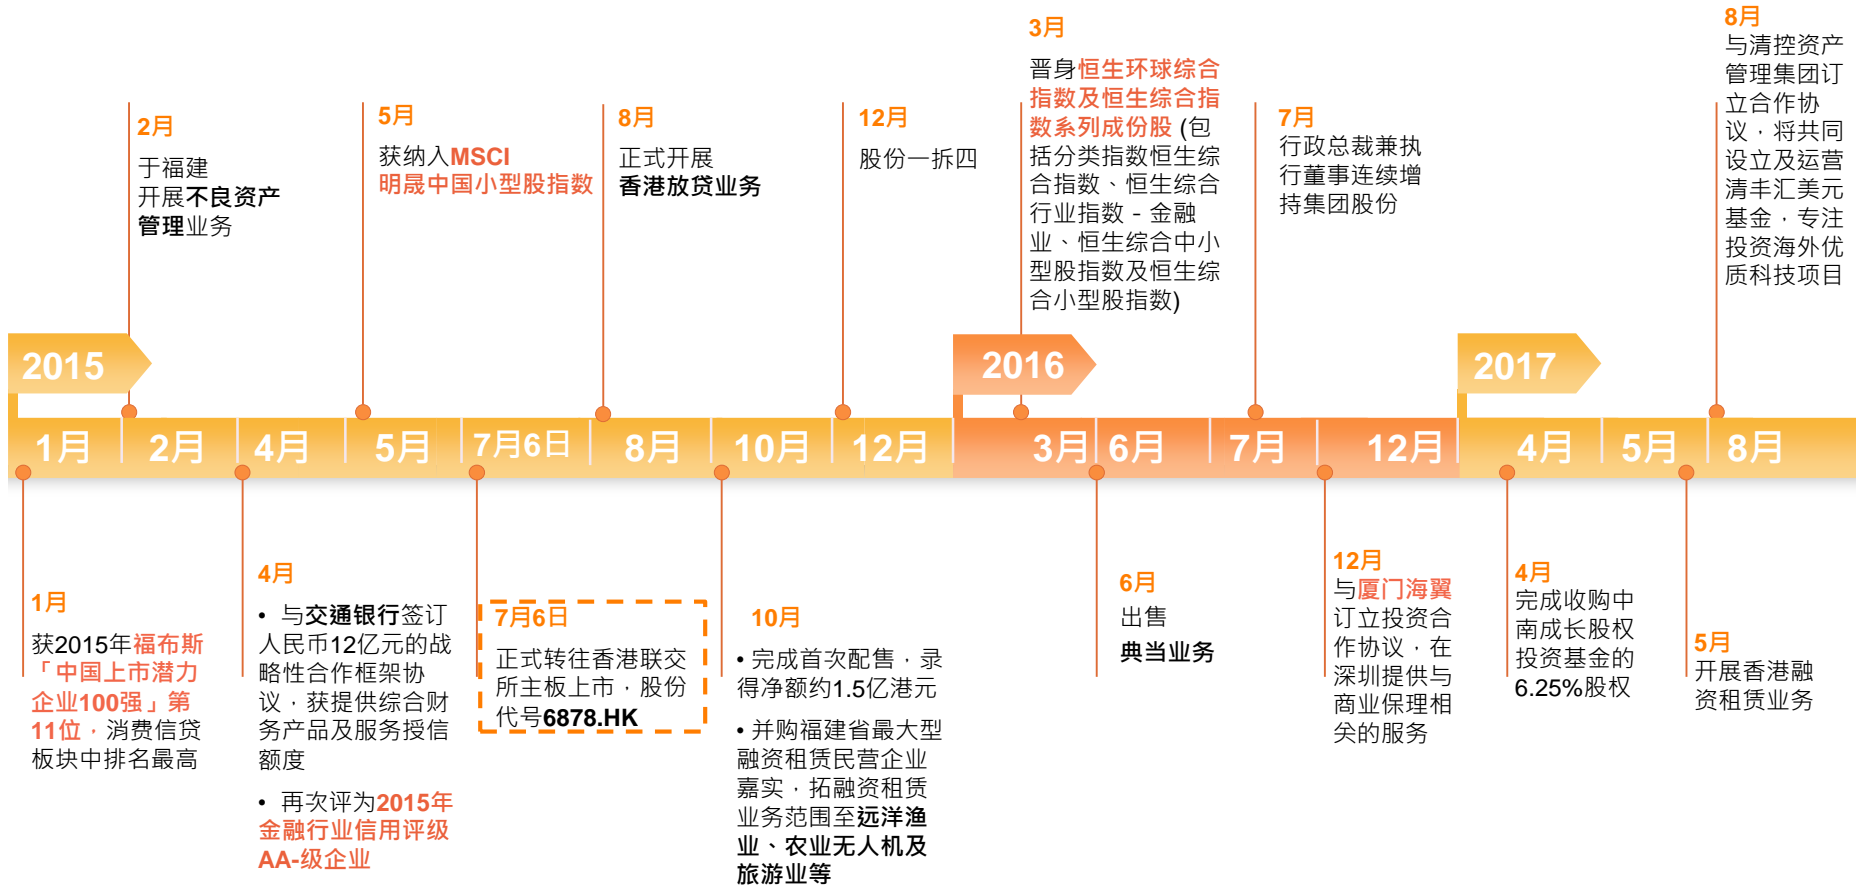 2月
于福建
开展不良资产
管理业务
5月
获纳入MSCI
明晟中国小型股指数
8月
正式开展
香港放贷业务
12月
股份一拆四
3月
晋身恒生环球综合
指数及恒生综合指
数系列成份股 (包
括分类指数恒生综
合指数、恒生综合
行业指数 - 金融
业、恒生综合中小
型股指数及恒生综
合小型股指数)
7月
行政总裁兼执
行董事连续增
持集团股份
8月
与清控资产
管理集团订
立合作协
议，将共同
设立及运营
清丰汇美元
基金，专注
投资海外优
质科技项目
2015
2016
2017
1月
2月
4月
5月
7月6日
8月
10月
12月
3月
6月
7月
12月
4月
5月
8月
1月
获2015年福布斯
「中国上市潜力
企业100强」第
11位，消费信贷
板块中排名最高
4月
• 与交通银行签订
人民币12亿元的战
略性合作框架协
议，获提供综合财
务产品及服务授信
额度
• 再次评为2015年
金融行业信用评级
AA-级企业
7月6日
正式转往香港联交
所主板上市，股份
代号6878.HK
10月
• 完成首次配售，录
得净额约1.5亿港元
• 并购福建省最大型
融资租赁民营企业
嘉实，拓融资租赁
业务范围至远洋渔
业、农业无人机及
旅游业等
6月
出售
典当业务
12月
与厦门海翼
订立投资合
作协议，在
深圳提供与
商业保理相
关的服务
4月
完成收购中
南成长股权
投资基金的
6.25%股权
5月
开展香港融
资租赁业务